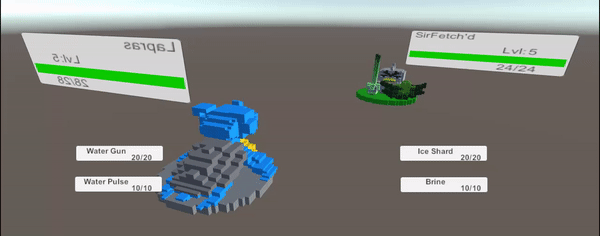 Lapras
Lvl:5
28/28
SirFetch'd
Lvl:5
24/24
Water Gun
20/20
Water Pulse
10/10
Ice Shard
20/20
Brine
10/10